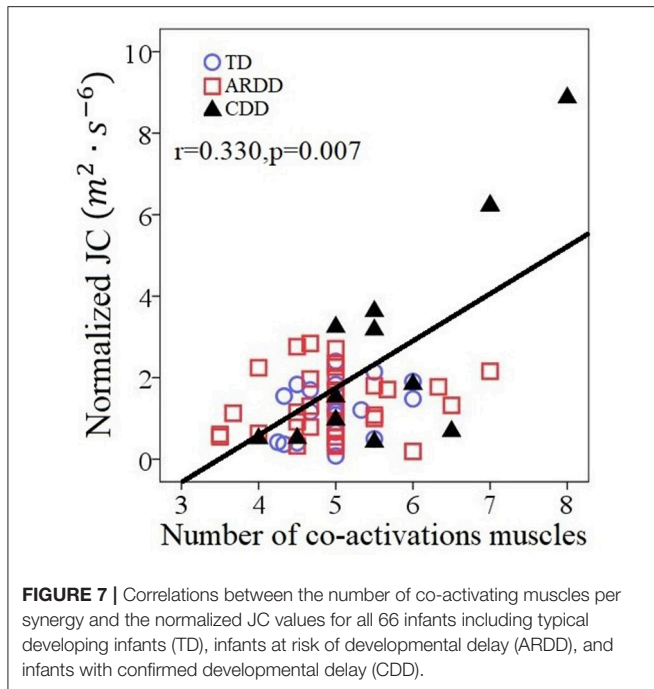 10
8
6
4
2
0
Normalized JC (m² · s⁻⁶)
TD
ARDD
CDD
r=0.330,p=0.007
3 4 5 6 7 8
Number of co-activations muscles
FIGURE 7 | Correlations between the number of co-activating muscles per
synergy and the normalized JC values for all 66 infants including typical
developing infants (TD), infants at risk of developmental delay (ARDD), and
infants with confirmed developmental delay (CDD).